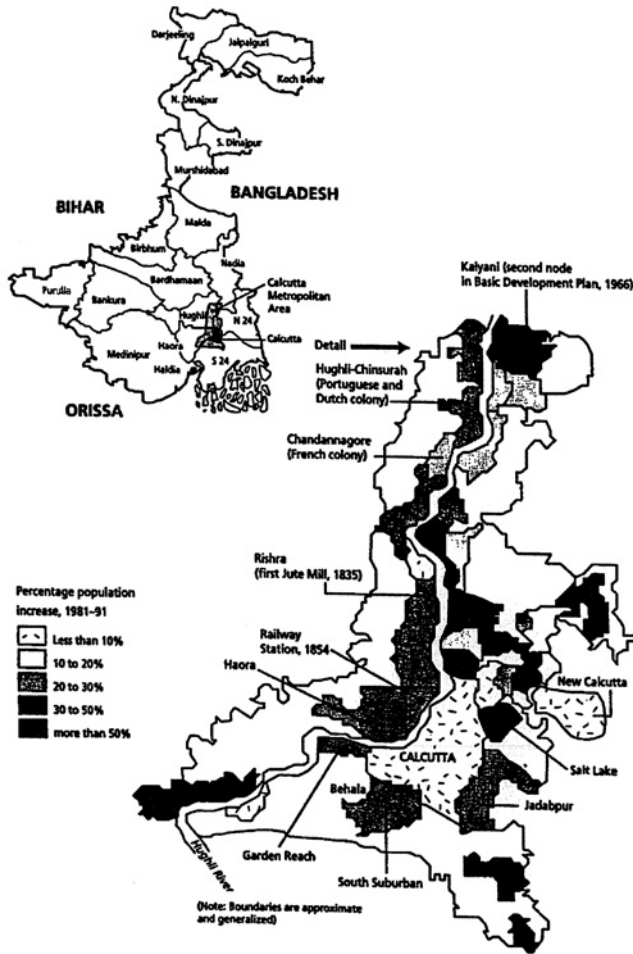 Darjeeling
Jalpaiguri
Koch Behar
N. Dinajpur
S. Dinajpur
Murshidabad
BANGLADESH
BIHAR
Malda
Birbhum
Nadia
Bardhamaan
Purulia
Bankura
Hughli
N 24
Calcutta
Metropolitan
Area
Medinipur
Haora
Calcutta
S 24
Haldia
ORISSA
Kalyani (second node
in Basic Development Plan, 1966)
Detail
Hughli-Chinsurah
(Portuguese and
Dutch colony)
Chandannagore
(French colony)
Rishra
(first Jute Mill, 1835)
Railway
Station, 1854
Haora
New Calcutta
CALCUTTA
Salt Lake
Behala
Jadabpur
Garden Reach
South Suburban
Hughli River
(Note: Boundaries are approximate
and generalized)
Percentage population
increase, 1981–91
Less than 10%
10 to 20%
20 to 30%
30 to 50%
more than 50%